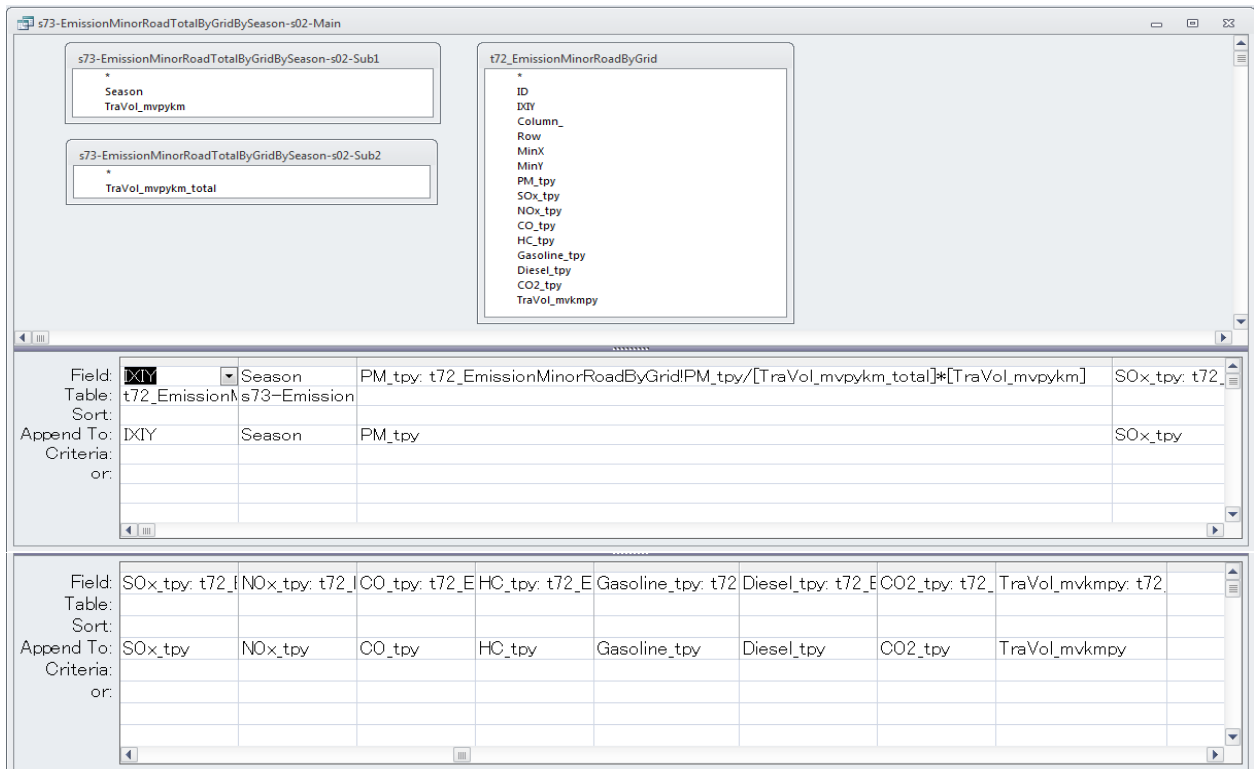 s73-EmissionMinorRoadTotalByGridBySeason-s02-Main
s73-EmissionMinorRoadTotalByGridBySeason-s02-Sub1
*
Season
TraVol_mvpykm
s73-EmissionMinorRoadTotalByGridBySeason-s02-Sub2
*
TraVol_mvpykm_total
t72_EmissionMinorRoadByGrid
*
ID
IXIY
Column_
Row
MinX
MinY
PM_tpy
SOx_tpy
NOx_tpy
CO_tpy
HC_tpy
Gasoline_tpy
Diesel_tpy
CO2_tpy
TraVol_mvkmpy
Field: IXIY Season PM_tpy: t72_EmissionMinorRoadByGrid!PM_tpy/[TraVol_mvpykm_total]*[TraVol_mvpykm] SOx_tpy: t72_
Table: t72_Emission s73-Emission
Sort:
Append To: IXIY Season PM_tpy SOx_tpy
Criteria:
or:
Field: SOx_tpy: t72_ NOx_tpy: t72_ CO_tpy: t72_E HC_tpy: t72_E Gasoline_tpy: t72 Diesel_tpy: t72_E CO2_tpy: t72_ TraVol_mvkmpy: t72_
Table:
Sort:
Append To: SOx_tpy NOx_tpy CO_tpy HC_tpy Gasoline_tpy Diesel_tpy CO2_tpy TraVol_mvkmpy
Criteria:
or: